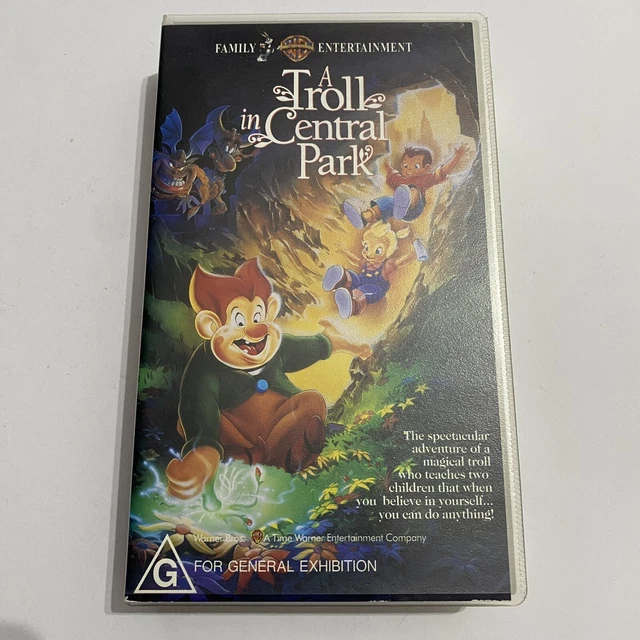 FAMILY ENTERTAINMENT
A
Troll
in Central
Park
The spectacular
adventure of a
magical troll
who teaches two
children that when
you believe in yourself...
you can do anything!
Warner Bros. A Time Warner Entertainment Company
G FOR GENERAL EXHIBITION